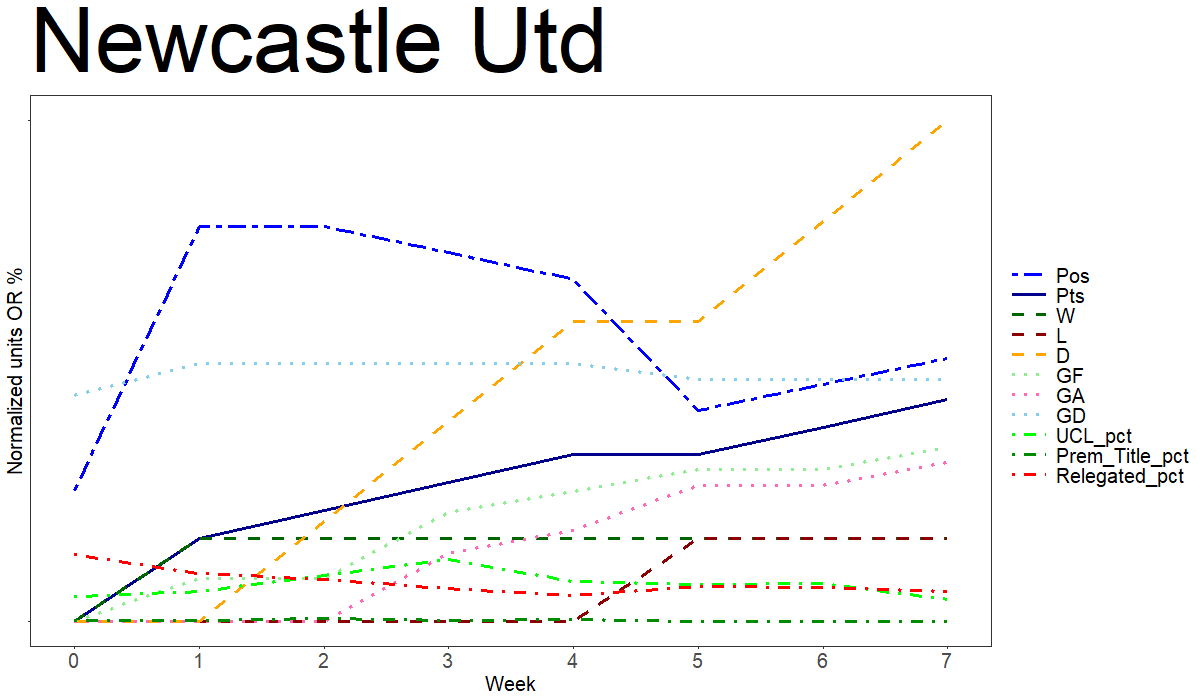 Newcastle Utd
Normalized units OR %
0 1 2 3 4 5 6 7
Week
Pos
Pts
W
L
D
GF
GA
GD
UCL_pct
Prem_Title_pct
Relegated_pct